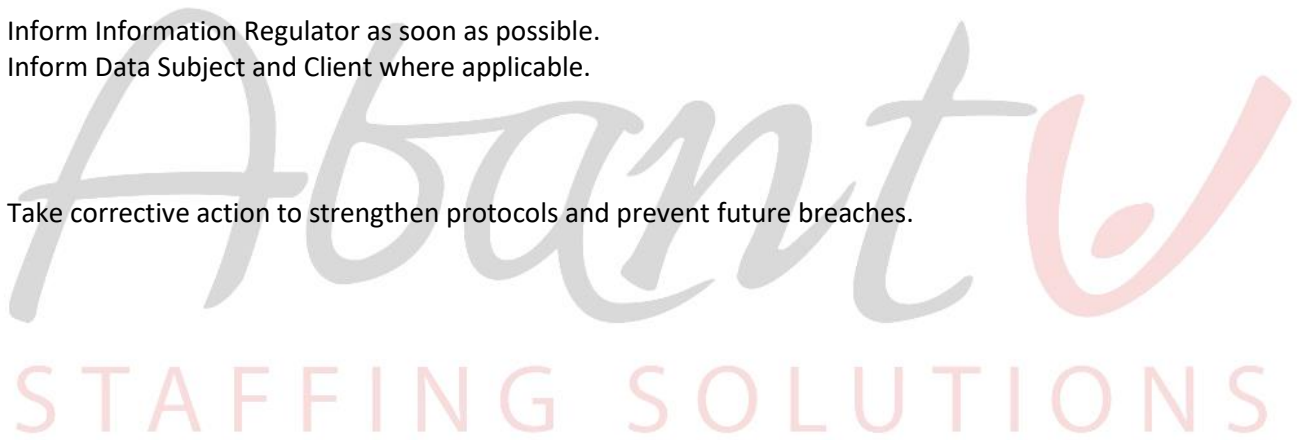 Inform Information Regulator as soon as possible.
Inform Data Subject and Client where applicable.
Take corrective action to strengthen protocols and prevent future breaches.
Abantu
STAFFING SOLUTIONS